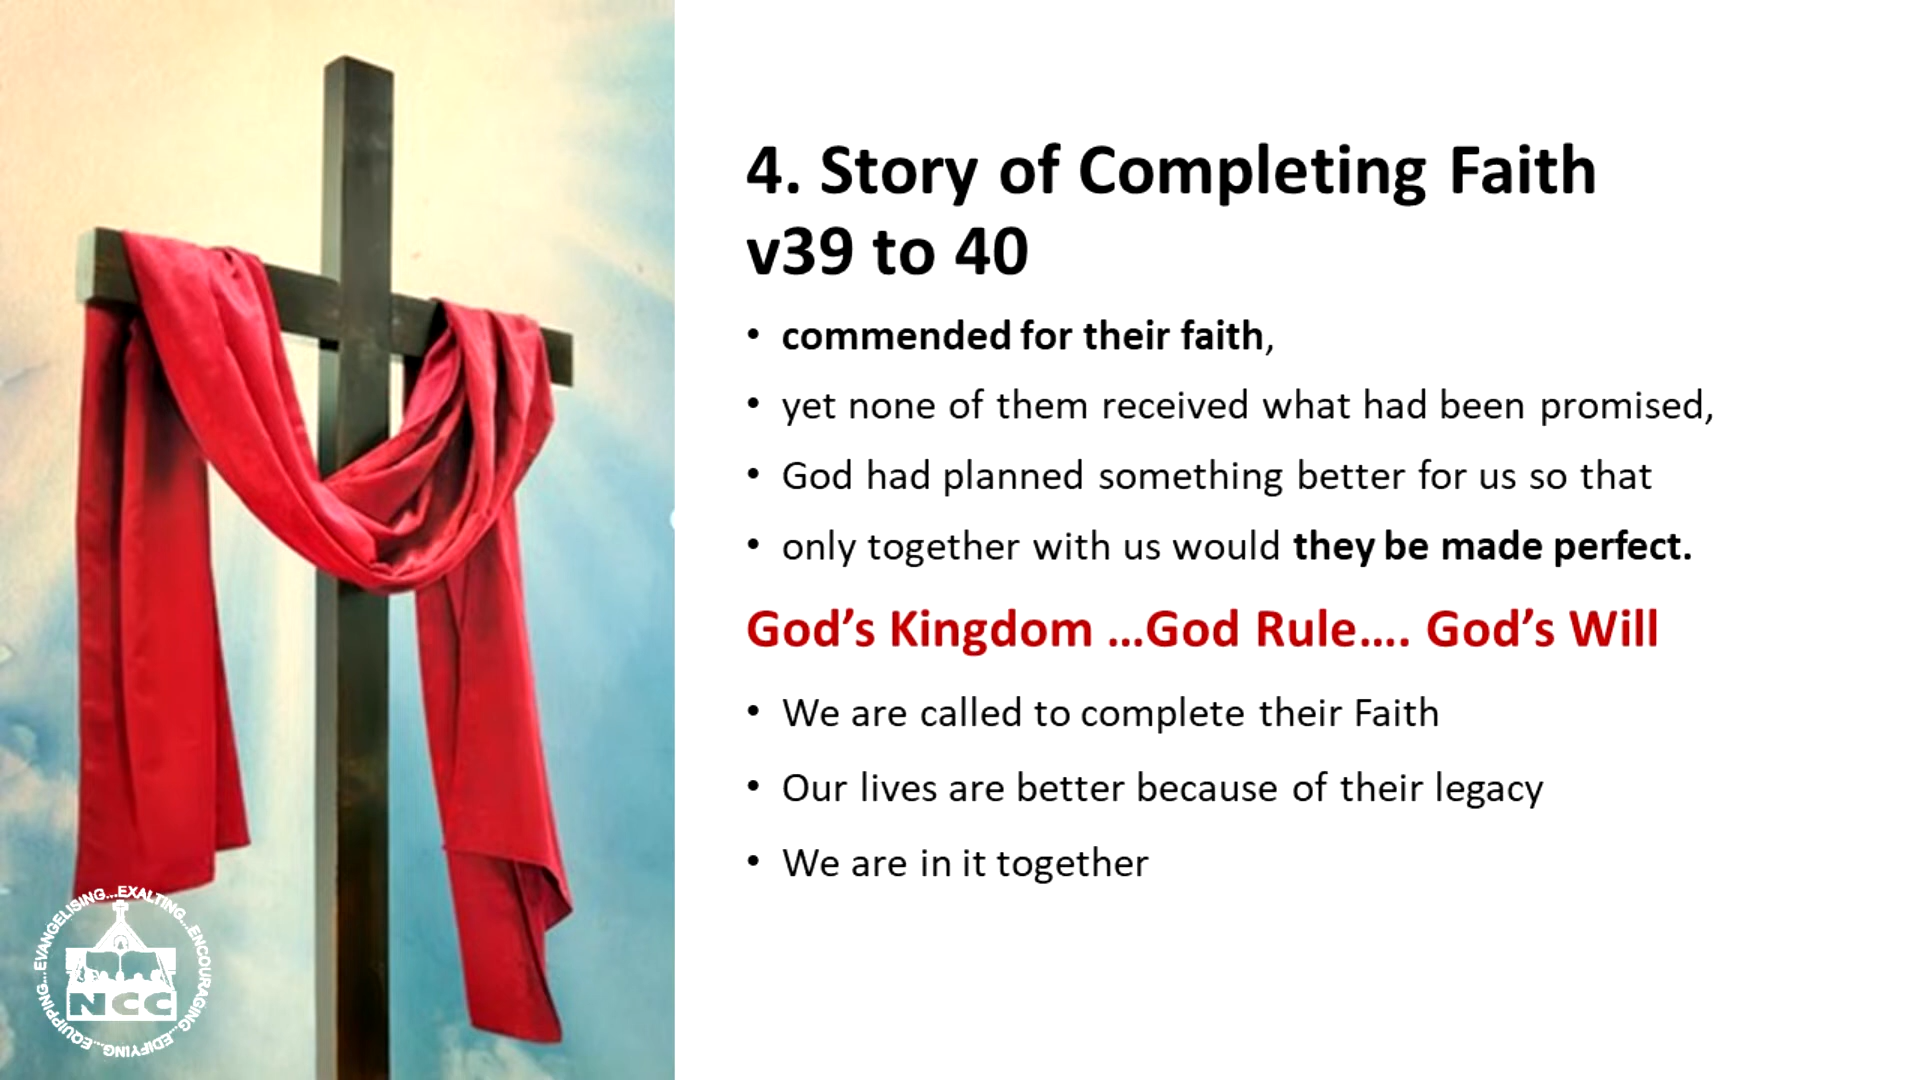 4. Story of Completing Faith
v39 to 40
• commended for their faith,
• yet none of them received what had been promised,
• God had planned something better for us so that
• only together with us would they be made perfect.
God’s Kingdom …God Rule…. God’s Will
• We are called to complete their Faith
• Our lives are better because of their legacy
• We are in it together
EVANGELISING...EXALTING...ENCOURAGING...EDIFYING...EQUIPPING...
NCC